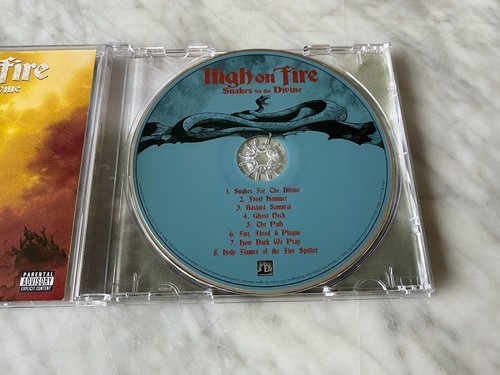 n fire
vine
PARENTAL
ADVISORY
EXPLICIT CONTENT
High on fire
Snakes for the Divine
1. Snakes For The Divine
2. Frost Hammer
3. Bastard Samurai
4. Ghost Neck
5. The Path
6. Fire, Flood & Plague
7. How Dark We Pray
8. Holy Flames of the Fire Spitter